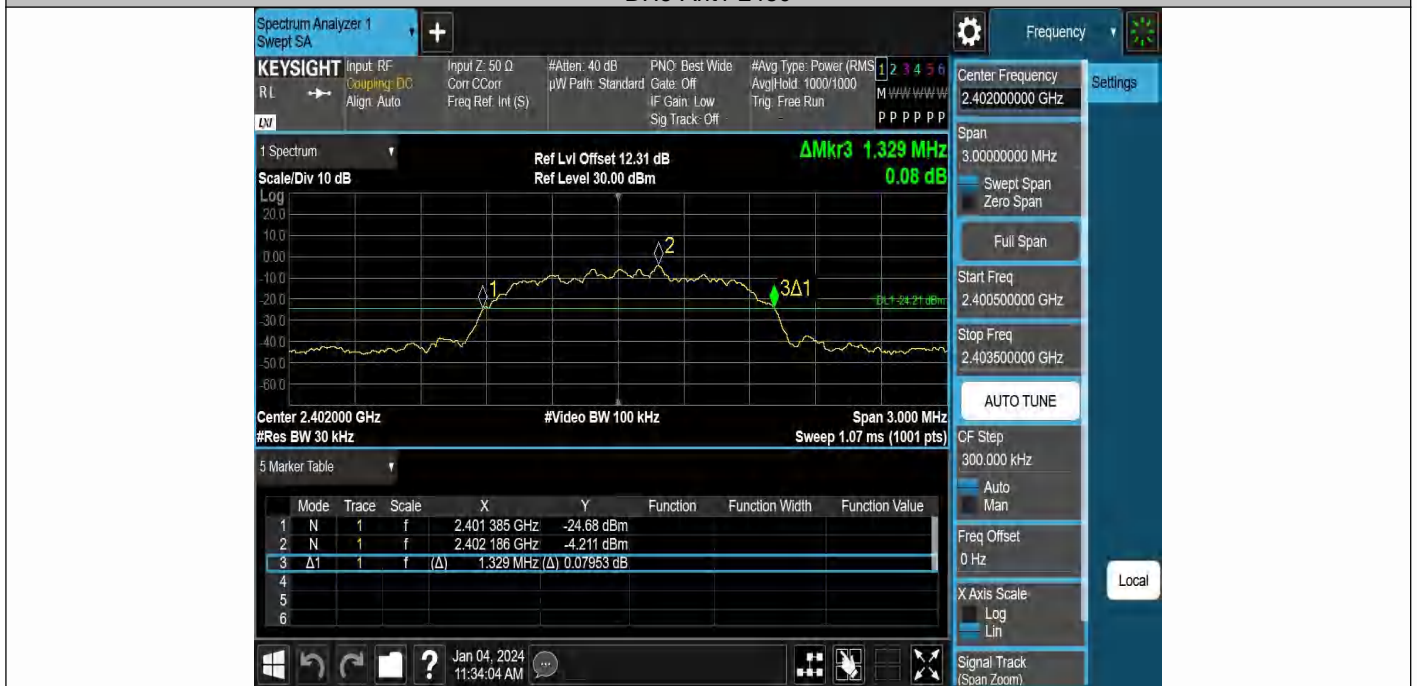 Spectrum Analyzer 1
Swept SA
+
Frequency
KEYSIGHT
RL
LXI
Input: RF
Coupling: DC
Align: Auto
Input Z: 50 Ω
Corr CCorr
Freq Ref: Int (S)
#Atten: 40 dB
µW Path: Standard
PNO: Best Wide
Gate: Off
IF Gain: Low
Sig Track: Off
#Avg Type: Power (RMS
Avg|Hold: 1000/1000
Trig: Free Run
1 2 3 4 5 6
M W W W W W
P P P P P P
1 Spectrum
Scale/Div 10 dB
Ref Lvl Offset 12.31 dB
Ref Level 30.00 dBm
ΔMkr3 1.329 MHz
0.08 dB
Log
20.0
10.0
0.00
-10.0
-20.0
-30.0
-40.0
-50.0
-60.0
1
2
3Δ1
DL1 -24.21 dBm
Center 2.402000 GHz
#Video BW 100 kHz
Span 3.000 MHz
#Res BW 30 kHz
Sweep 1.07 ms (1001 pts)
5 Marker Table
Mode Trace Scale X Y Function Function Width Function Value
1 N 1 f 2.401 385 GHz -24.68 dBm
2 N 1 f 2.402 186 GHz -4.211 dBm
3 Δ1 1 f (Δ) 1.329 MHz (Δ) 0.07953 dB
4
5
6
Center Frequency
2.402000000 GHz
Settings
Span
3.00000000 MHz
Swept Span
Zero Span
Full Span
Start Freq
2.400500000 GHz
Stop Freq
2.403500000 GHz
AUTO TUNE
CF Step
300.000 kHz
Auto
Man
Freq Offset
0 Hz
Local
X Axis Scale
Log
Lin
Signal Track
(Span Zoom)
?
Jan 04, 2024
11:34:04 AM